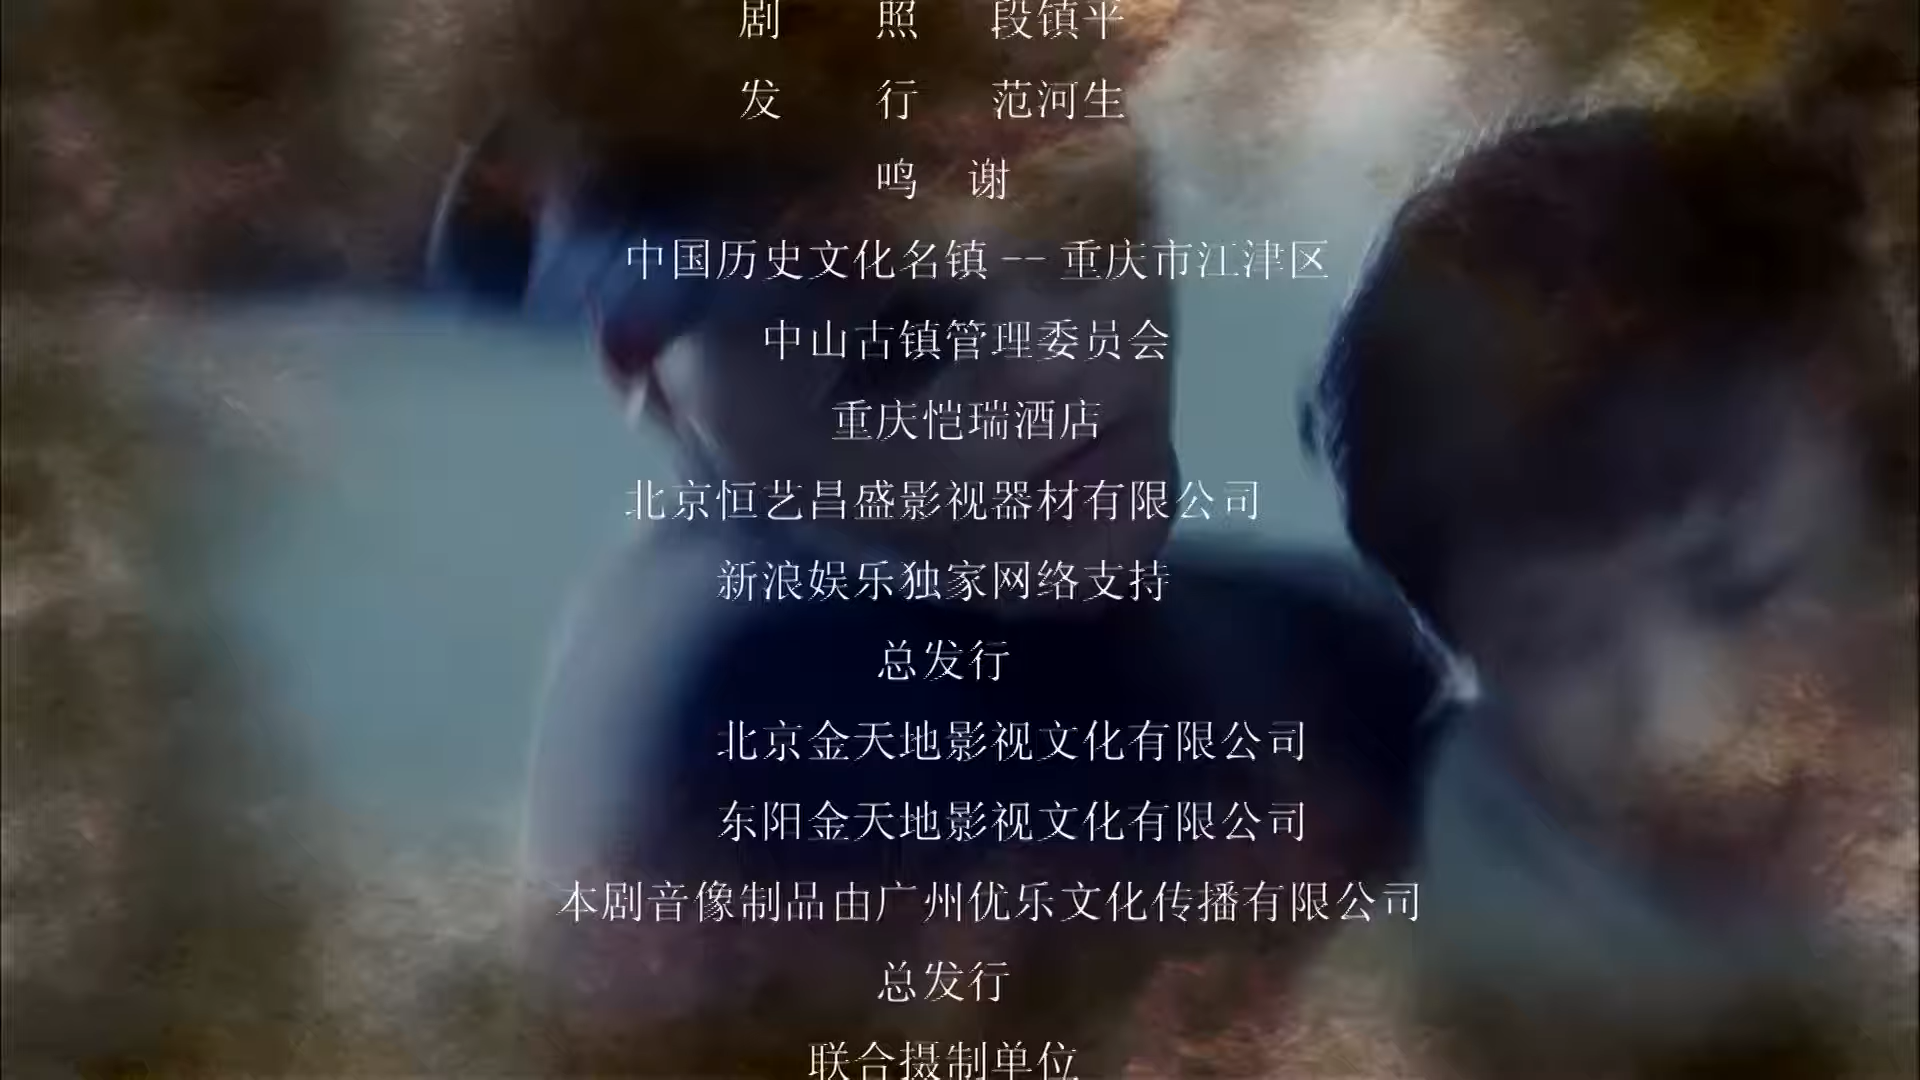 剧 照 段镇平
发 行 范河生
鸣 谢
中国历史文化名镇 -- 重庆市江津区
中山古镇管理委员会
重庆恺瑞酒店
北京恒艺昌盛影视器材有限公司
新浪娱乐独家网络支持
总发行
北京金天地影视文化有限公司
东阳金天地影视文化有限公司
本剧音像制品由广州优乐文化传播有限公司
总发行
联合摄制单位